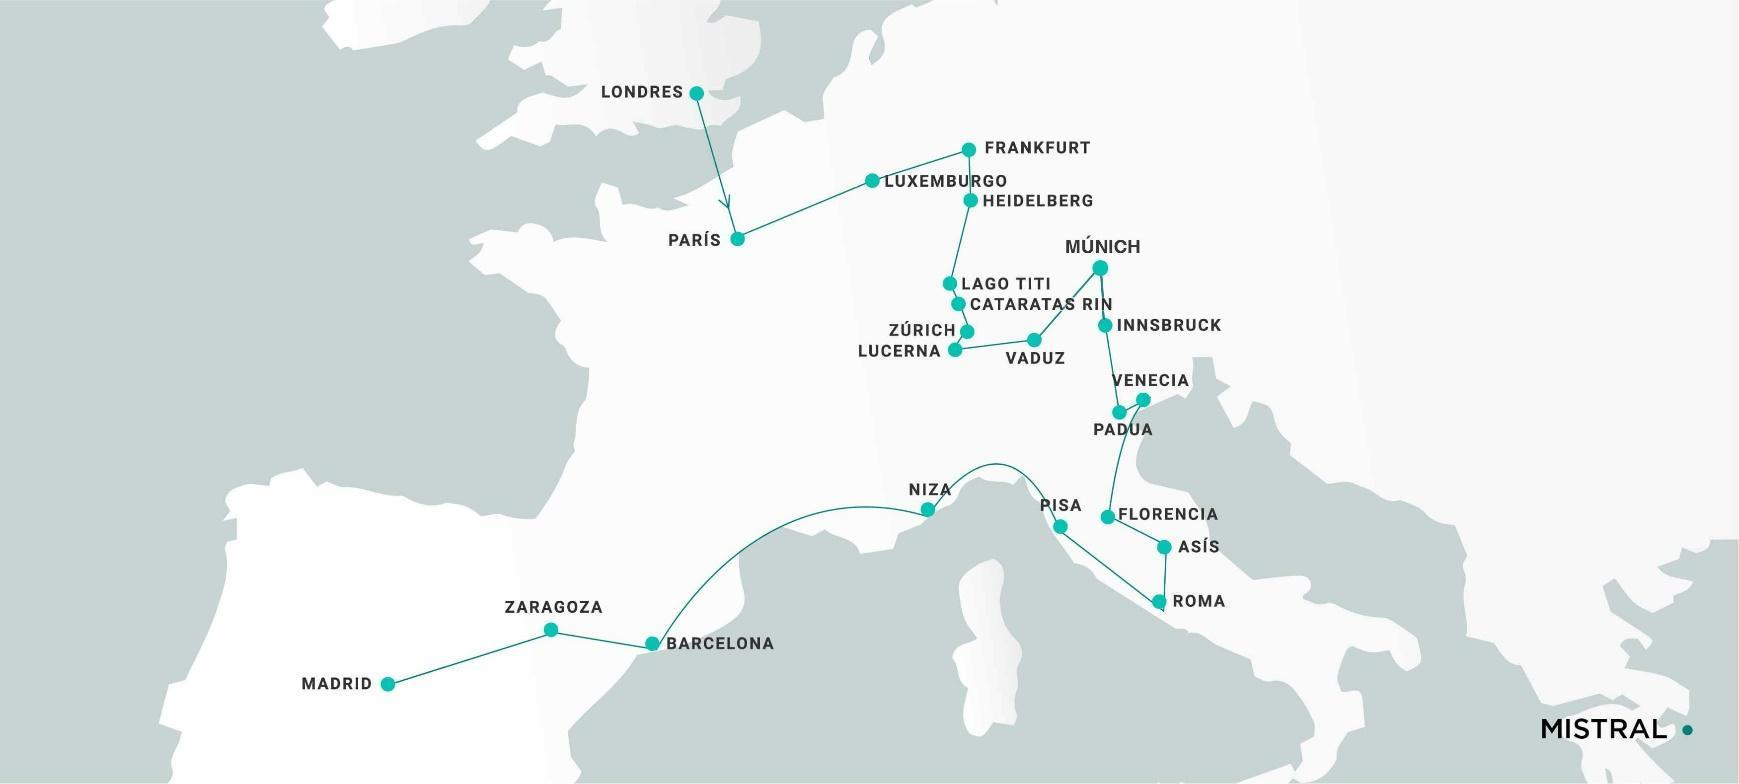 LONDRES
FRANKFURT
LUXEMBURGO
HEIDELBERG
PARÍS
MÚNICH
LAGO TITI
CATARATAS RIN
INNSBRUCK
ZÚRICH
LUCERNA
VADUZ
VENECIA
PADUA
NIZA
PISA
FLORENCIA
ASÍS
ROMA
ZARAGOZA
BARCELONA
MADRID
MISTRAL